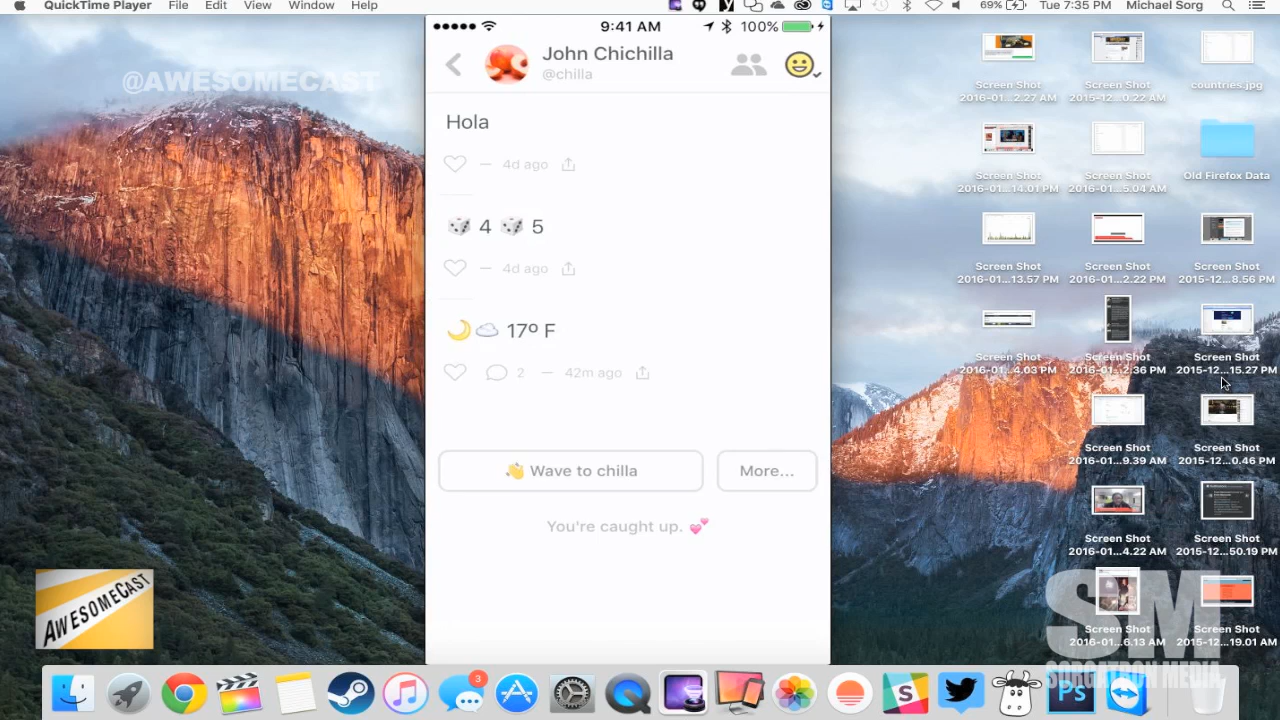 QuickTime Player File Edit View Window Help 69% Tue 7:35 PM Michael Sorg
@AWESOMECAST
9:41 AM 100%
John Chichilla
@chilla
Hola
4d ago
4 5
4d ago
17º F
2 — 42m ago
Wave to chilla More...
You're caught up.
Screen Shot
2016-01...2.27 AM
Screen Shot
2015-12...0.22 AM
countries.jpg
Screen Shot
2016-01...14.01 PM
Screen Shot
2016-01...5.04 AM
Old Firefox Data
Screen Shot
2016-01...13.57 PM
Screen Shot
2016-01...2.22 PM
Screen Shot
2015-12...8.56 PM
Screen Shot
2016-01...4.03 PM
Screen Shot
2016-01...2.36 PM
Screen Shot
2015-12...15.27 PM
Screen Shot
2016-01...9.39 AM
Screen Shot
2015-12...0.46 PM
Screen Shot
2016-01...4.22 AM
Screen Shot
2015-12...50.19 PM
Screen Shot
2016-01...6.13 AM
Screen Shot
2015-12...19.01 AM
AWESOMECAST
SM
SORGATRON MEDIA
3
Ps